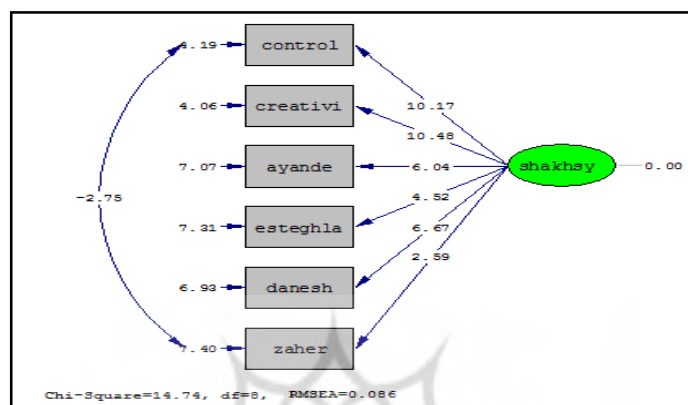 4.19 control
10.17
4.06 creativi
10.48
7.07 ayande 6.04 shakhsy 0.00
-2.75
7.31 esteghla 4.52
6.67
6.93 danesh
2.59
7.40 zaher
Chi-Square=14.74, df=8, RMSEA=0.086